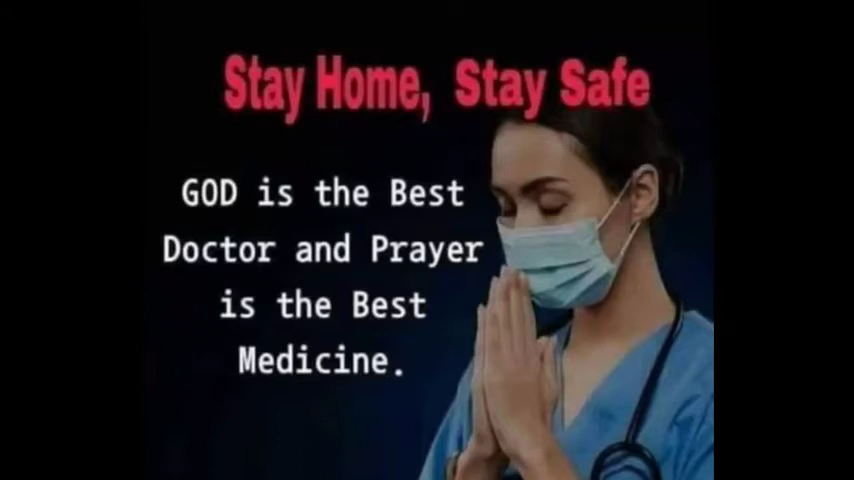 Stay Home, Stay Safe
GOD is the Best
Doctor and Prayer
is the Best
Medicine.